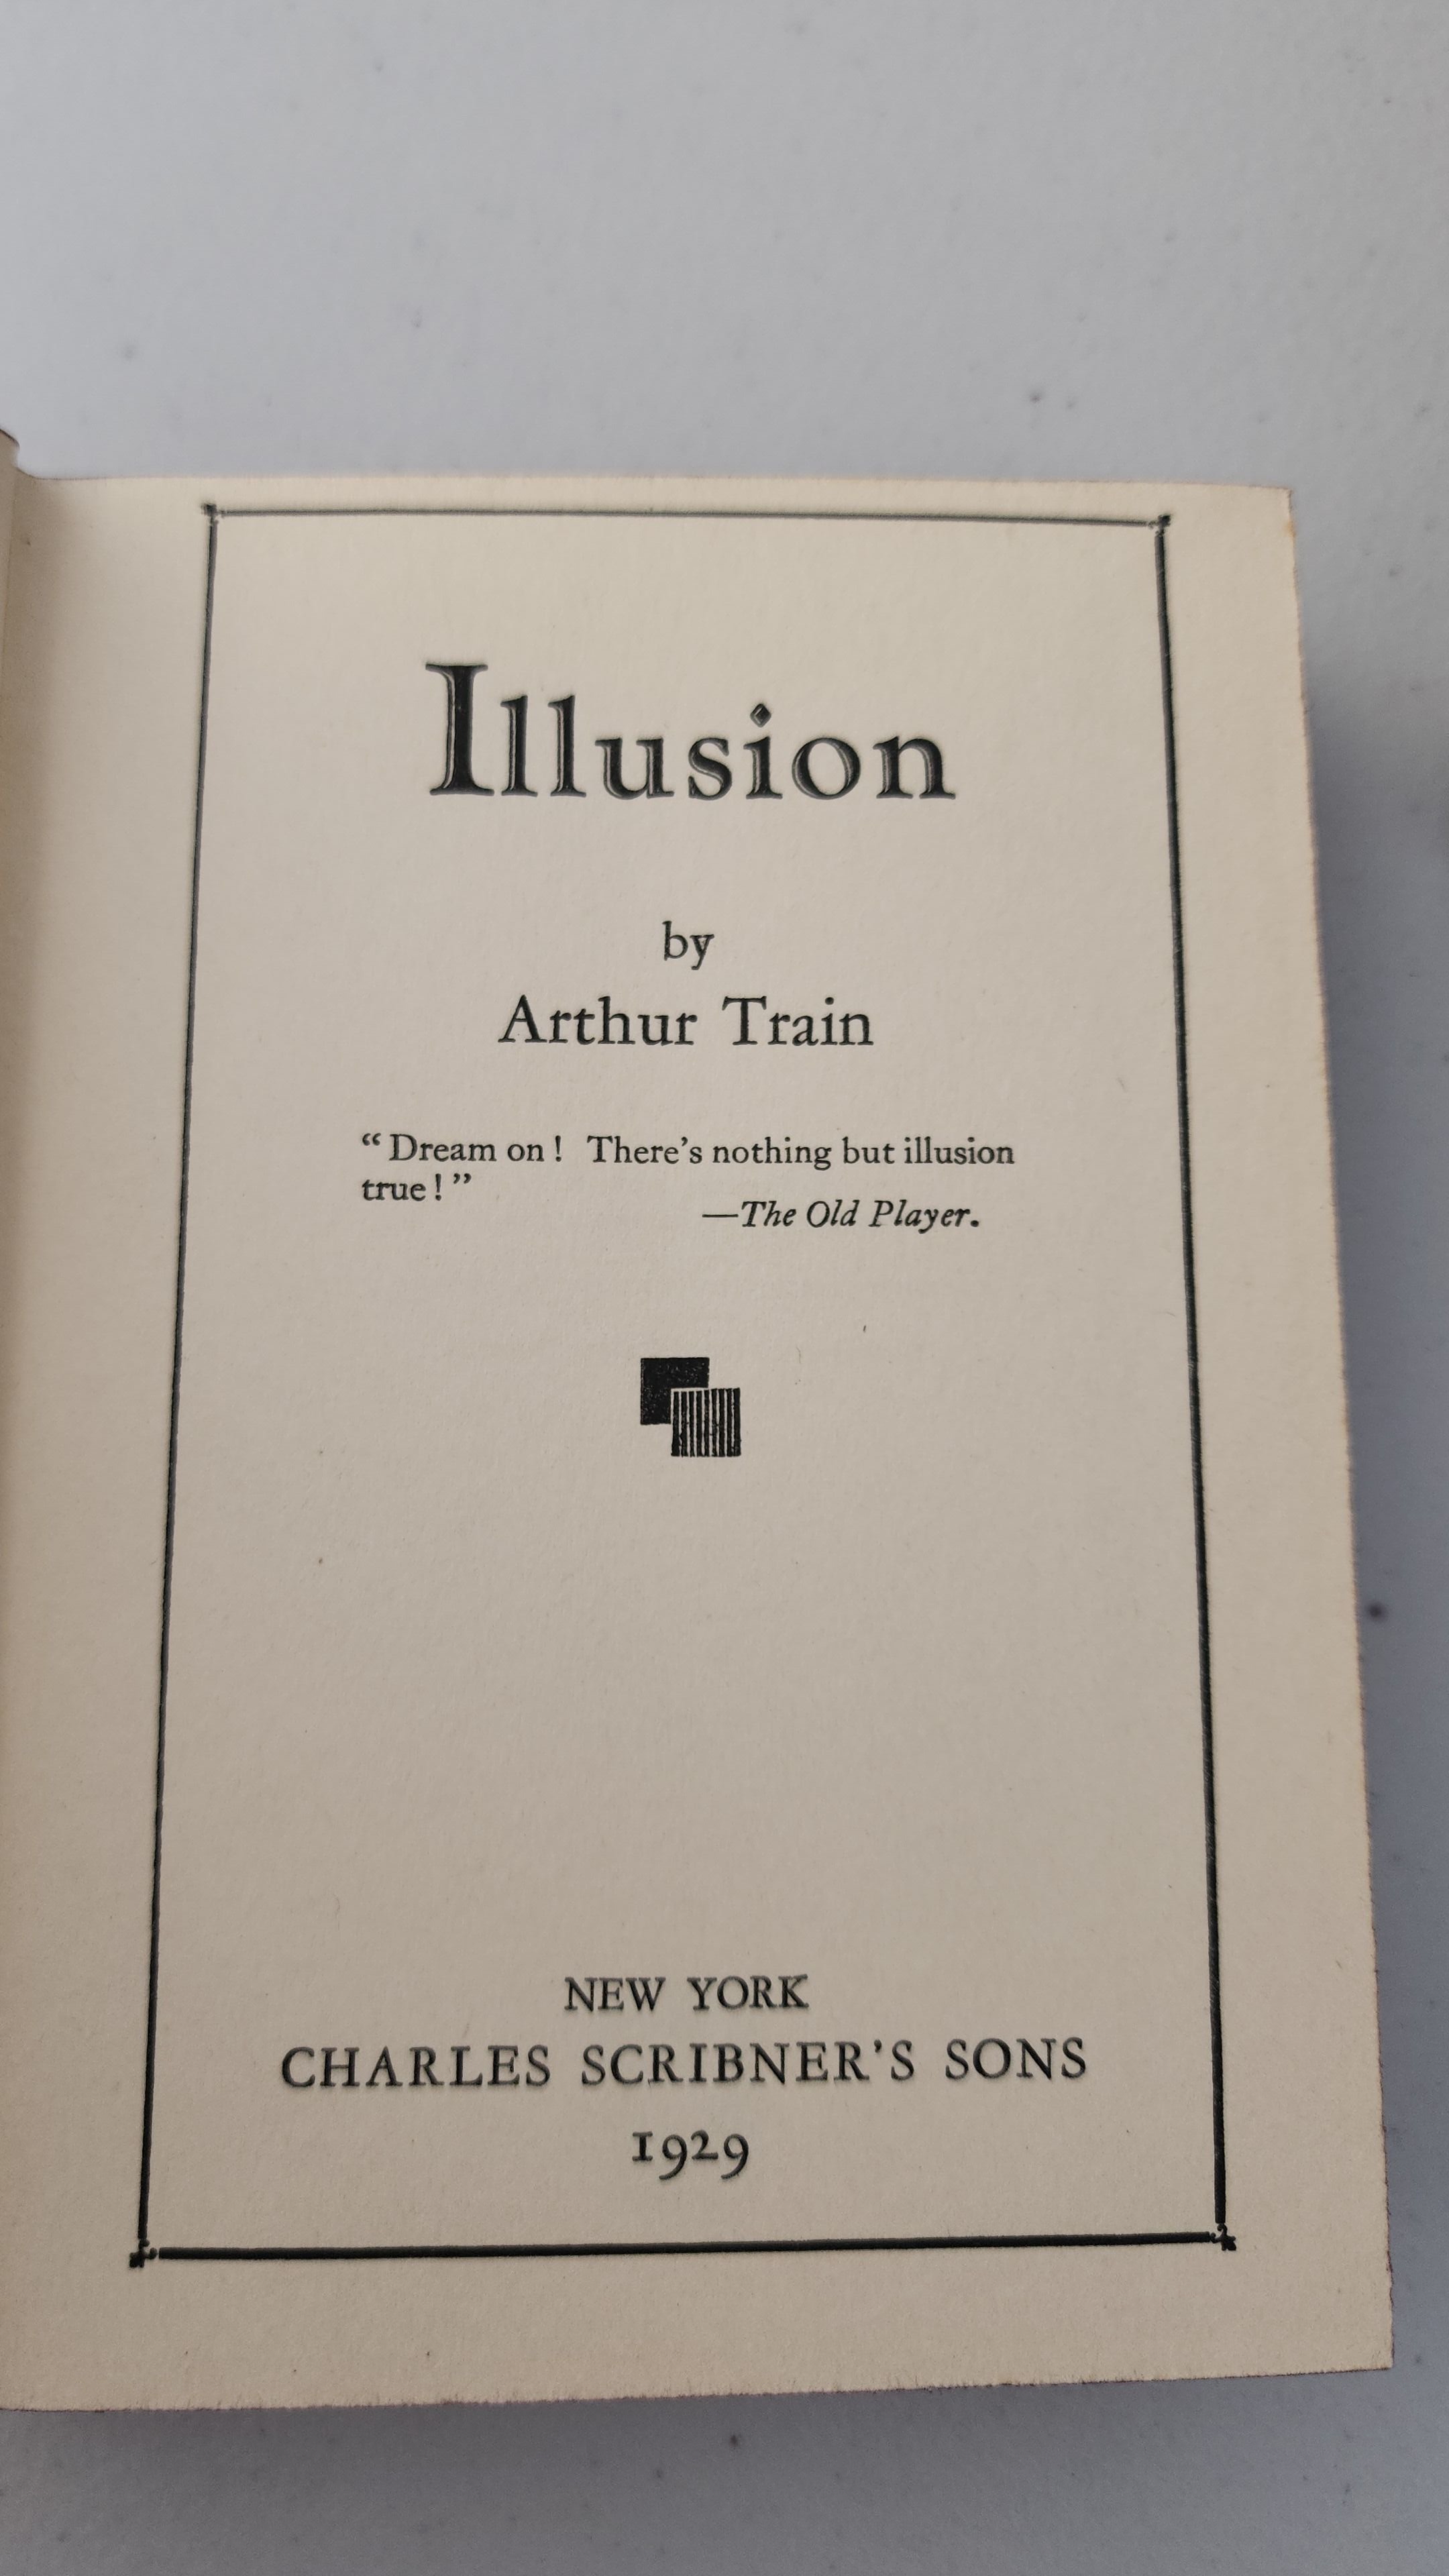 Illusion
by
Arthur Train
“Dream on! There’s nothing but illusion
true!”
—The Old Player.
NEW YORK
CHARLES SCRIBNER’S SONS
1929